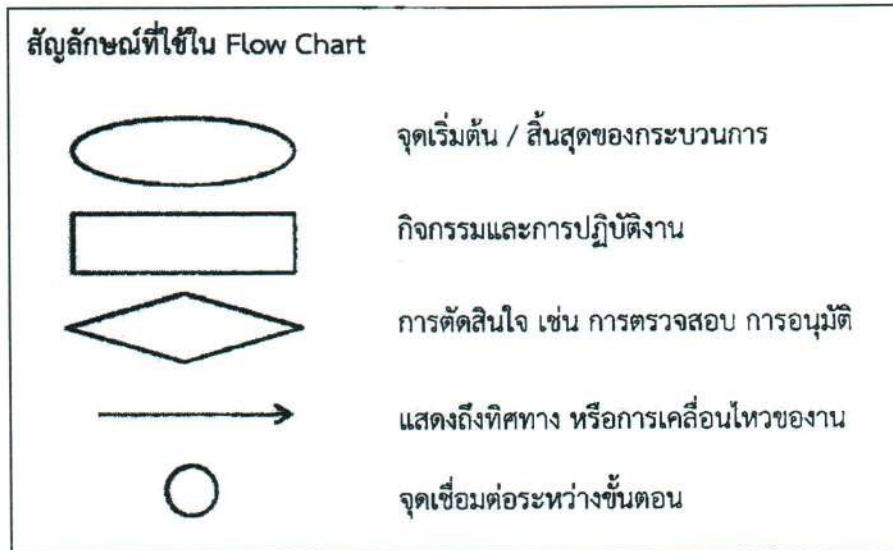 สัญลักษณ์ที่ใช้ใน Flow Chart
จุดเริ่มต้น / สิ้นสุดของกระบวนการ
กิจกรรมและการปฏิบัติงาน
การตัดสินใจ เช่น การตรวจสอบ การอนุมัติ
แสดงถึงทิศทาง หรือการเคลื่อนไหวของงาน
จุดเชื่อมต่อระหว่างขั้นตอน